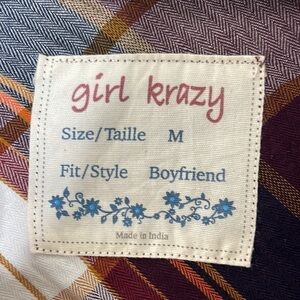 girl krazy
Size/Taille M
Fit/Style Boyfriend
Made in India